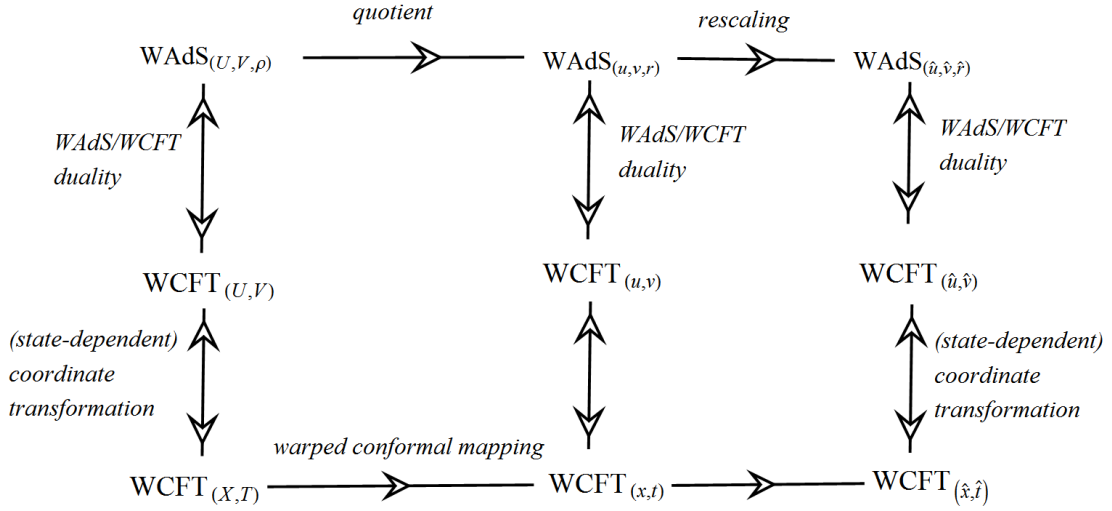 quotient
rescaling
WAdS(U,V,ρ)
WAdS(u,v,r)
WAdS(û,v̂,r̂)
WAdS/WCFT
duality
WAdS/WCFT
duality
WAdS/WCFT
duality
WCFT(U,V)
WCFT(u,v)
WCFT(û,v̂)
(state-dependent)
coordinate
transformation
(state-dependent)
coordinate
transformation
warped conformal mapping
WCFT(X,T)
WCFT(x,t)
WCFT(x̂,t̂)